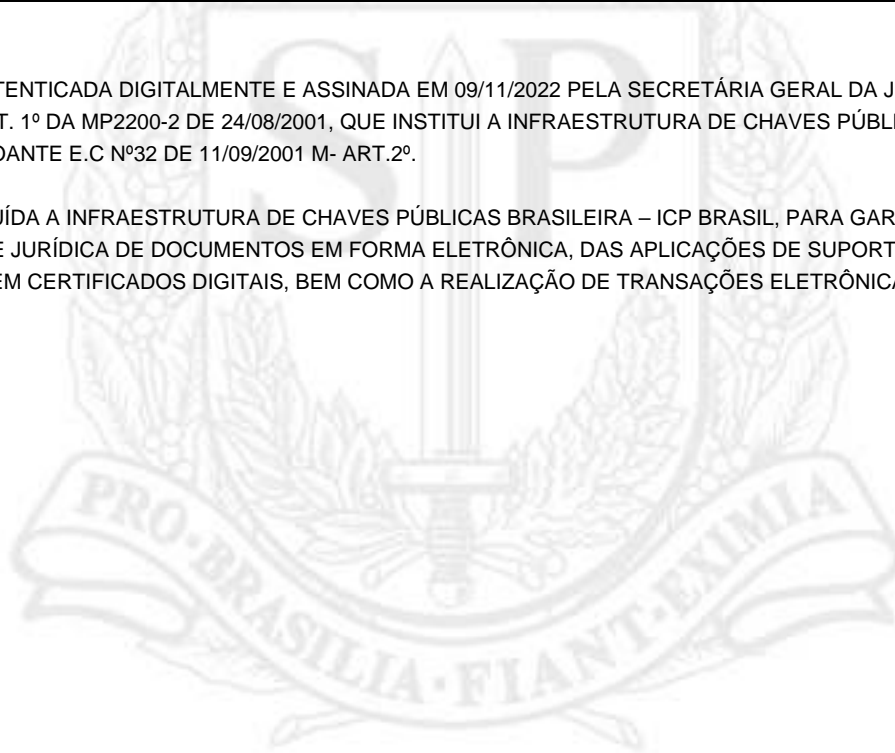 TENTICADA DIGITALMENTE E ASSINADA EM 09/11/2022 PELA SECRETÁRIA GERAL DA J
T. 1º DA MP2200-2 DE 24/08/2001, QUE INSTITUI A INFRAESTRUTURA DE CHAVES PÚBL
DANTE E.C Nº32 DE 11/09/2001 M- ART.2º.
UÍDA A INFRAESTRUTURA DE CHAVES PÚBLICAS BRASILEIRA – ICP BRASIL, PARA GAR
E JURÍDICA DE DOCUMENTOS EM FORMA ELETRÔNICA, DAS APLICAÇÕES DE SUPORT
EM CERTIFICADOS DIGITAIS, BEM COMO A REALIZAÇÃO DE TRANSAÇÕES ELETRÔNICA
SP
PRO·BRASILIA·FIANT·EXIMIA